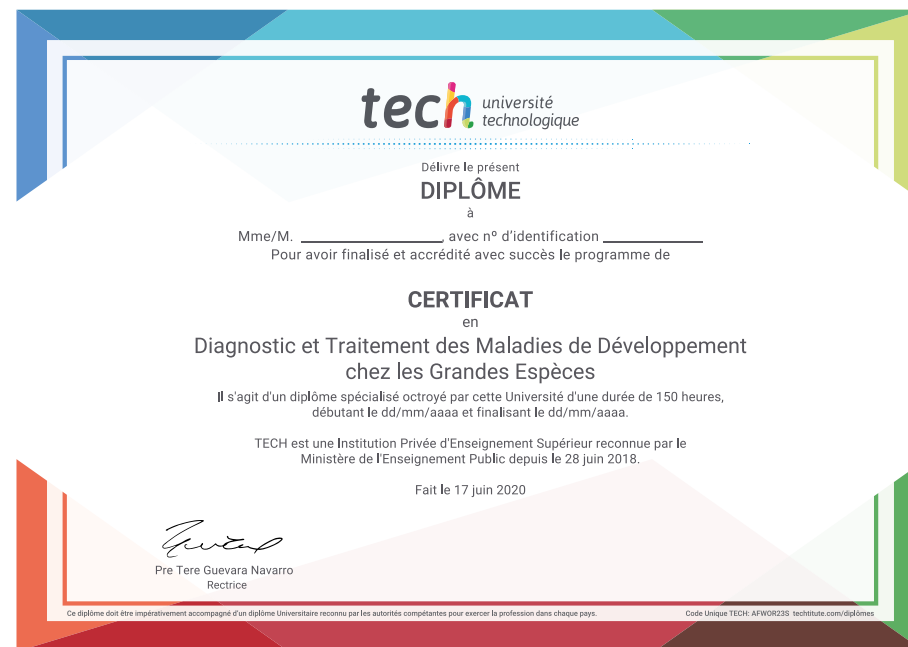 tech université
technologique
Délivre le présent
DIPLÔME
à
Mme/M. ____________, avec nº d'identification ____________
Pour avoir finalisé et accrédité avec succès le programme de
CERTIFICAT
en
Diagnostic et Traitement des Maladies de Développement
chez les Grandes Espèces
Il s'agit d'un diplôme spécialisé octroyé par cette Université d'une durée de 150 heures,
débutant le dd/mm/aaaa et finalisant le dd/mm/aaaa.
TECH est une Institution Privée d'Enseignement Supérieur reconnue par le
Ministère de l'Enseignement Public depuis le 28 juin 2018.
Fait le 17 juin 2020
Pre Tere Guevara Navarro
Rectrice
Ce diplôme doit être impérativement accompagné d'un diplôme Universitaire reconnu par les autorités compétentes pour exercer la profession dans chaque pays.
Code Unique TECH: AFWOR23S techtitute.com/diplômes